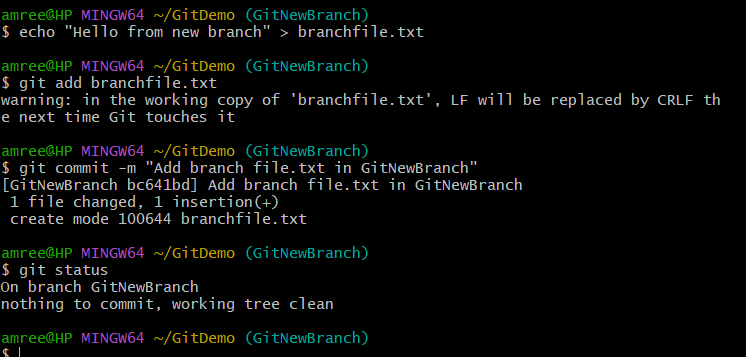 amree@HP MINGW64 ~/GitDemo (GitNewBranch)
$ echo "Hello from new branch" > branchfile.txt

amree@HP MINGW64 ~/GitDemo (GitNewBranch)
$ git add branchfile.txt
warning: in the working copy of 'branchfile.txt', LF will be replaced by CRLF th
e next time Git touches it

amree@HP MINGW64 ~/GitDemo (GitNewBranch)
$ git commit -m "Add branch file.txt in GitNewBranch"
[GitNewBranch bc641bd] Add branch file.txt in GitNewBranch
 1 file changed, 1 insertion(+)
 create mode 100644 branchfile.txt

amree@HP MINGW64 ~/GitDemo (GitNewBranch)
$ git status
On branch GitNewBranch
nothing to commit, working tree clean

amree@HP MINGW64 ~/GitDemo (GitNewBranch)
$